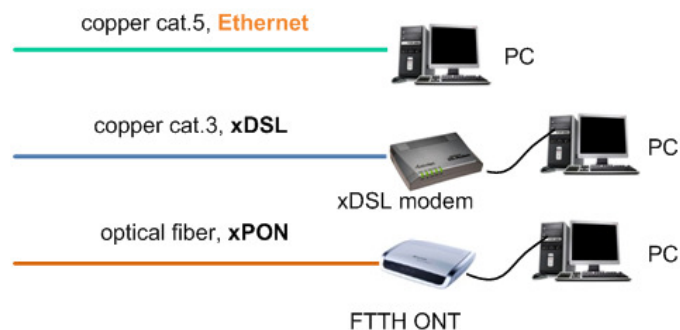 copper cat.5, Ethernet
PC
copper cat.3, xDSL
PC
xDSL modem
optical fiber, xPON
PC
FTTH ONT